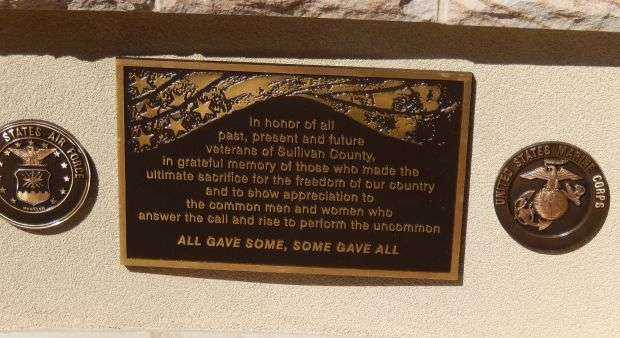 STATES AIR FORCE
In honor of all
past, present and future
veterans of Sullivan County,
in grateful memory of those who made the
ultimate sacrifice for the freedom of our country
and to show appreciation to
the common men and women who
answer the call and rise to perform the uncommon
ALL GAVE SOME, SOME GAVE ALL
UNITED STATES MARINE CORPS